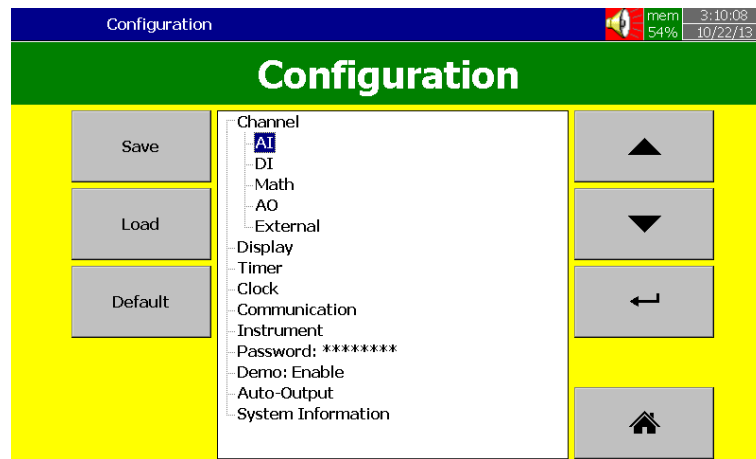 Configuration
mem 3:10:08
54% 10/22/13
Configuration
Save
Load
Default
Channel
AI
DI
Math
AO
External
Display
Timer
Clock
Communication
Instrument
Password: ********
Demo: Enable
Auto-Output
System Information